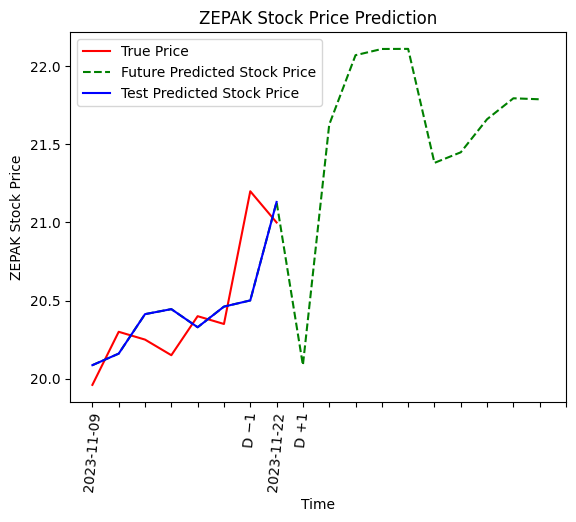 ZEPAK Stock Price Prediction
True Price
Future Predicted Stock Price
Test Predicted Stock Price
ZEPAK Stock Price
22.0
21.5
21.0
20.5
20.0
2023-11-09
D −1
2023-11-22
D +1
Time